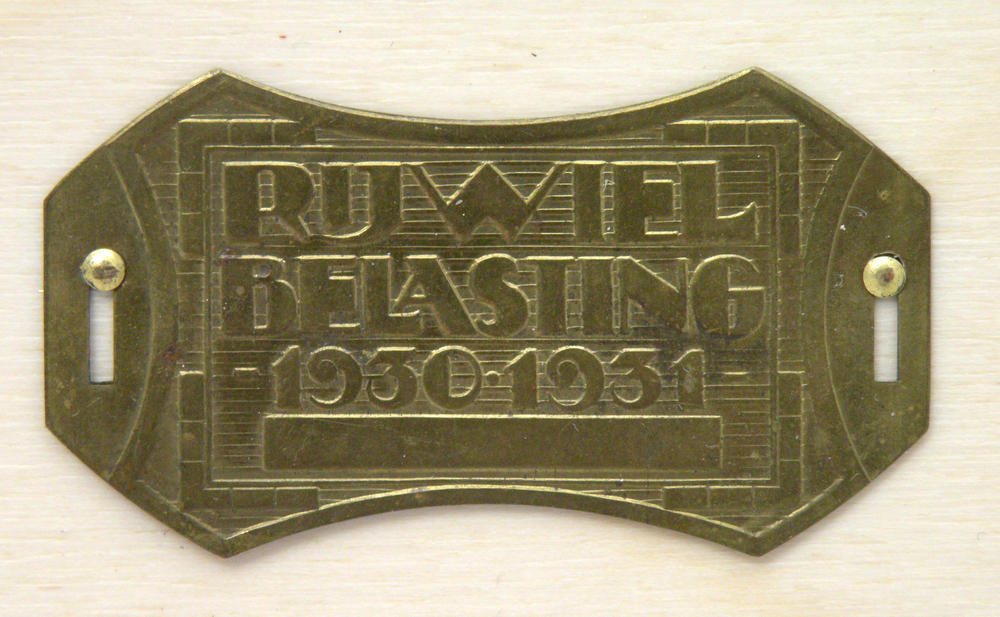 RIJWIEL
BELASTING
-1930·1931-